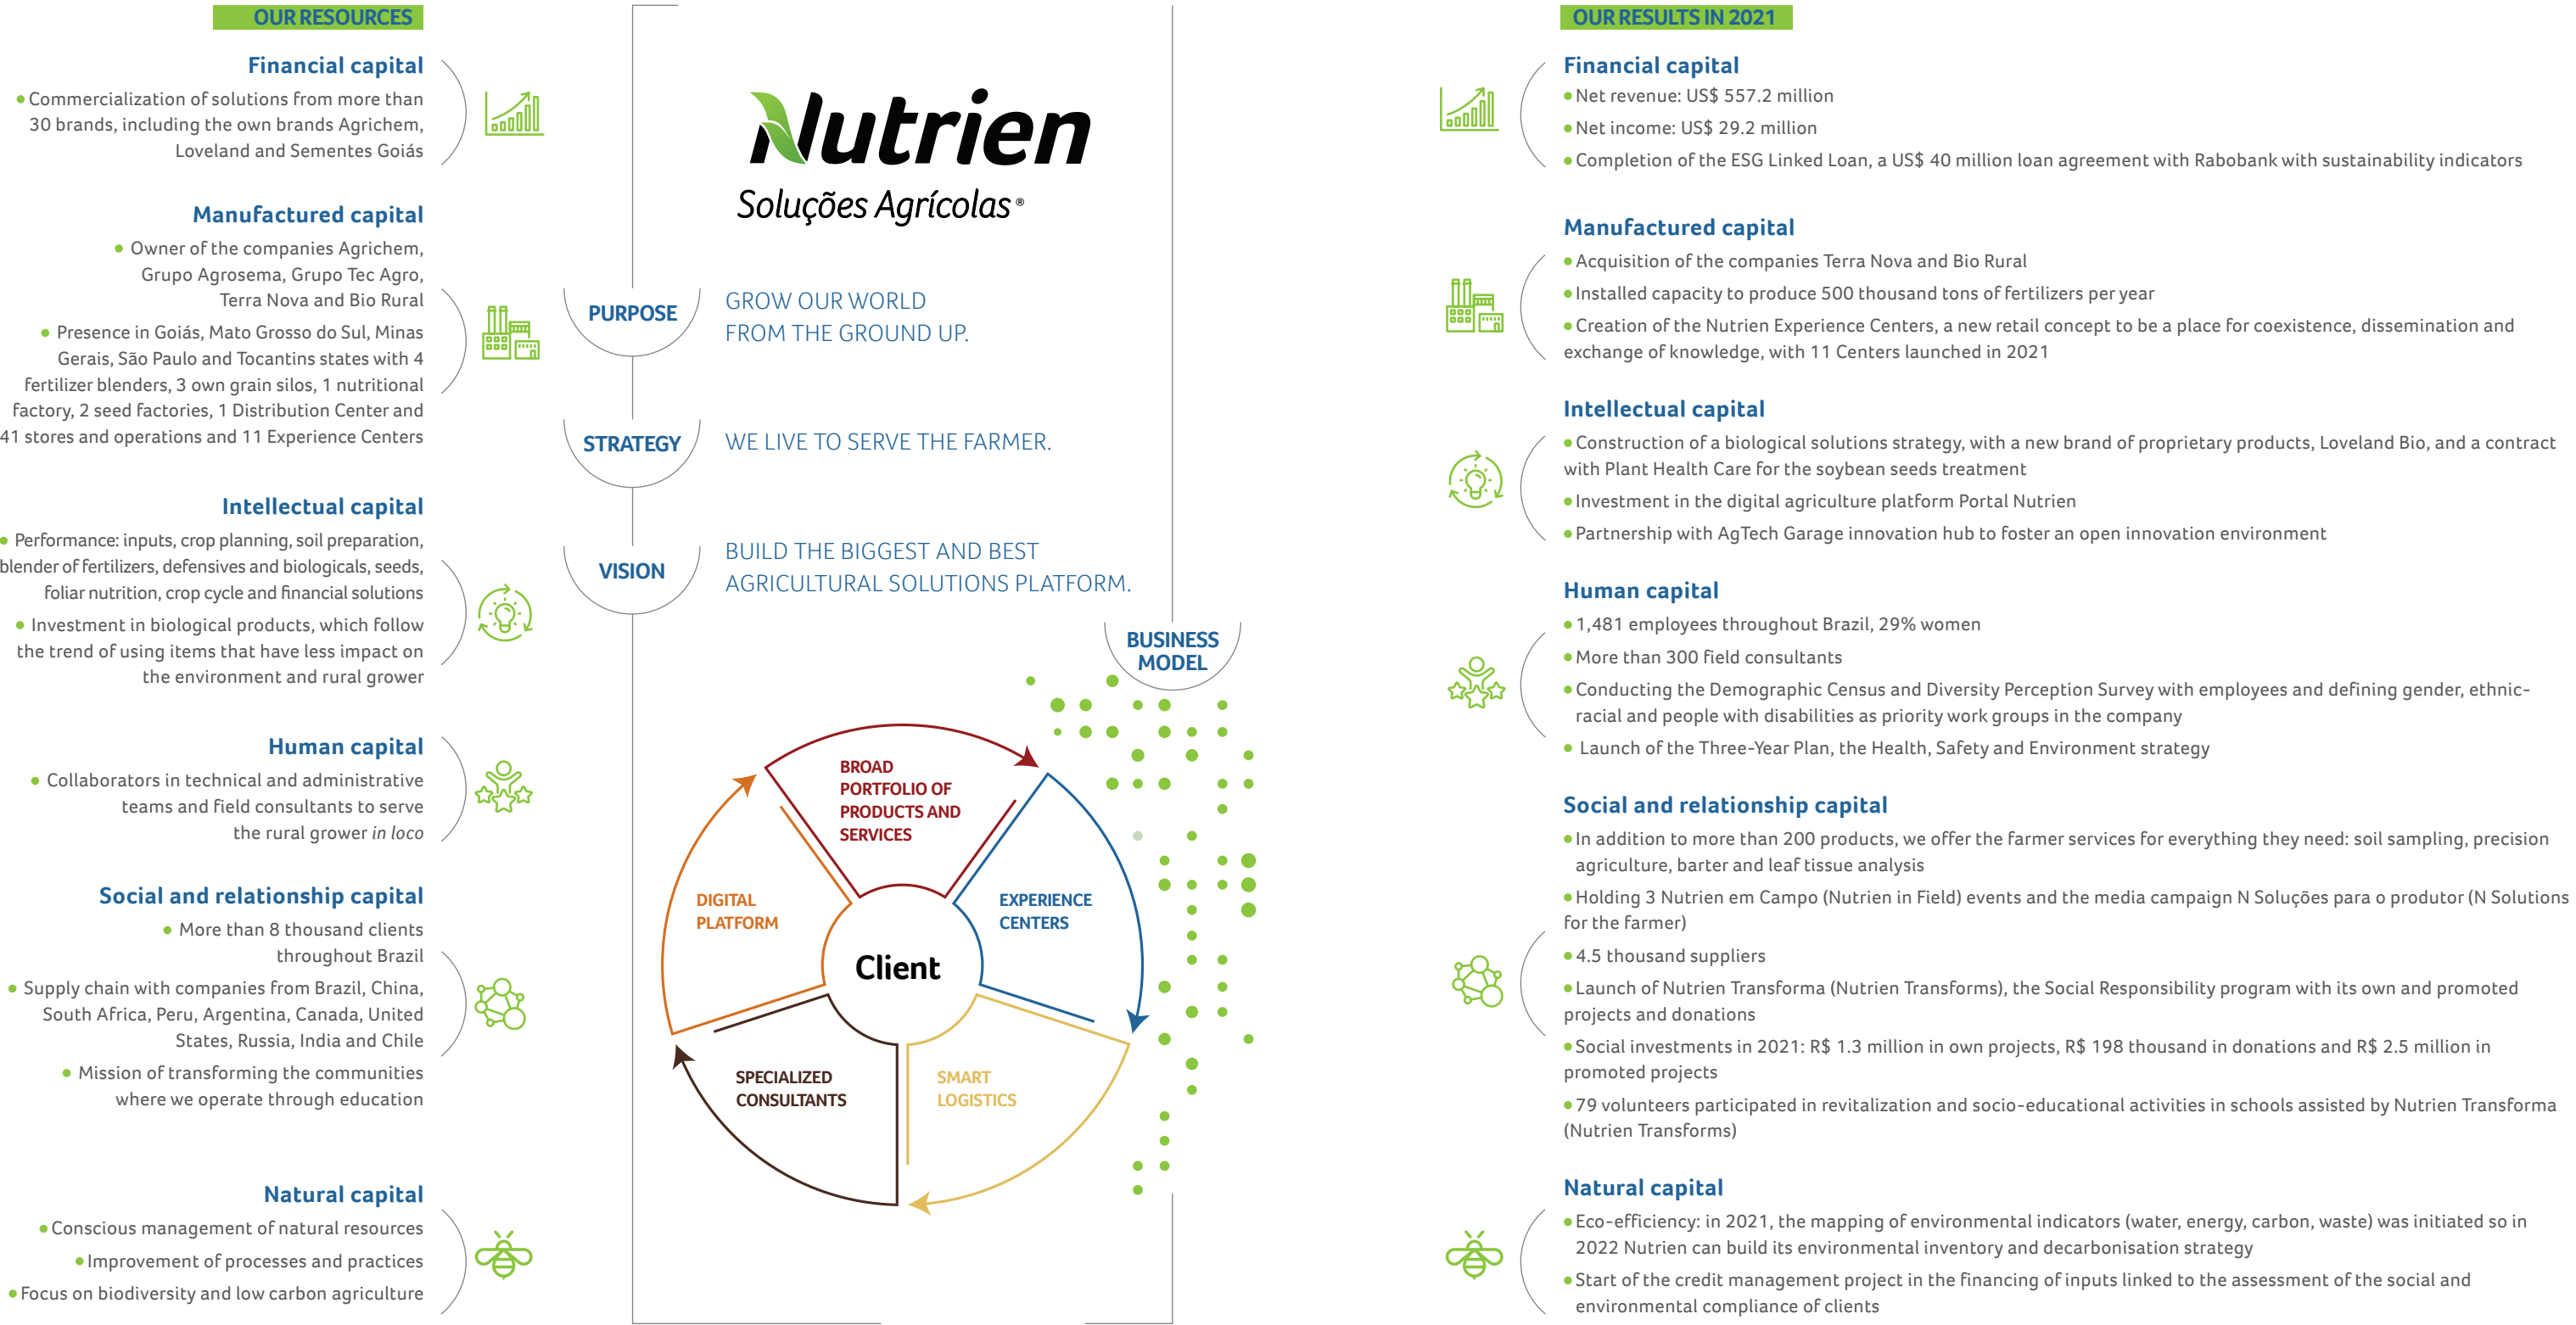 OUR RESOURCES
Financial capital
• Commercialization of solutions from more than
30 brands, including the own brands Agrichem,
Loveland and Sementes Goiás
Manufactured capital
• Owner of the companies Agrichem,
Grupo Agrosema, Grupo Tec Agro,
Terra Nova and Bio Rural
• Presence in Goiás, Mato Grosso do Sul, Minas
Gerais, São Paulo and Tocantins states with 4
fertilizer blenders, 3 own grain silos, 1 nutritional
factory, 2 seed factories, 1 Distribution Center and
41 stores and operations and 11 Experience Centers
Intellectual capital
• Performance: inputs, crop planning, soil preparation,
blender of fertilizers, defensives and biologicals, seeds,
foliar nutrition, crop cycle and financial solutions
• Investment in biological products, which follow
the trend of using items that have less impact on
the environment and rural grower
Human capital
• Collaborators in technical and administrative
teams and field consultants to serve
the rural grower in loco
Social and relationship capital
• More than 8 thousand clients
throughout Brazil
• Supply chain with companies from Brazil, China,
South Africa, Peru, Argentina, Canada, United
States, Russia, India and Chile
• Mission of transforming the communities
where we operate through education
Natural capital
• Conscious management of natural resources
• Improvement of processes and practices
• Focus on biodiversity and low carbon agriculture
Nutrien
Soluções Agrícolas®
PURPOSE
GROW OUR WORLD
FROM THE GROUND UP.
STRATEGY
WE LIVE TO SERVE THE FARMER.
VISION
BUILD THE BIGGEST AND BEST
AGRICULTURAL SOLUTIONS PLATFORM.
BUSINESS
MODEL
BROAD
PORTFOLIO OF
PRODUCTS AND
SERVICES
EXPERIENCE
CENTERS
SMART
LOGISTICS
SPECIALIZED
CONSULTANTS
DIGITAL
PLATFORM
Client
OUR RESULTS IN 2021
Financial capital
• Net revenue: US$ 557.2 million
• Net income: US$ 29.2 million
• Completion of the ESG Linked Loan, a US$ 40 million loan agreement with Rabobank with sustainability indicators
Manufactured capital
• Acquisition of the companies Terra Nova and Bio Rural
• Installed capacity to produce 500 thousand tons of fertilizers per year
• Creation of the Nutrien Experience Centers, a new retail concept to be a place for coexistence, dissemination and
exchange of knowledge, with 11 Centers launched in 2021
Intellectual capital
• Construction of a biological solutions strategy, with a new brand of proprietary products, Loveland Bio, and a contract
with Plant Health Care for the soybean seeds treatment
• Investment in the digital agriculture platform Portal Nutrien
• Partnership with AgTech Garage innovation hub to foster an open innovation environment
Human capital
• 1,481 employees throughout Brazil, 29% women
• More than 300 field consultants
• Conducting the Demographic Census and Diversity Perception Survey with employees and defining gender, ethnic-
racial and people with disabilities as priority work groups in the company
• Launch of the Three-Year Plan, the Health, Safety and Environment strategy
Social and relationship capital
• In addition to more than 200 products, we offer the farmer services for everything they need: soil sampling, precision
agriculture, barter and leaf tissue analysis
• Holding 3 Nutrien em Campo (Nutrien in Field) events and the media campaign N Soluções para o produtor (N Solutions
for the farmer)
• 4.5 thousand suppliers
• Launch of Nutrien Transforma (Nutrien Transforms), the Social Responsibility program with its own and promoted
projects and donations
• Social investments in 2021: R$ 1.3 million in own projects, R$ 198 thousand in donations and R$ 2.5 million in
promoted projects
• 79 volunteers participated in revitalization and socio-educational activities in schools assisted by Nutrien Transforma
(Nutrien Transforms)
Natural capital
• Eco-efficiency: in 2021, the mapping of environmental indicators (water, energy, carbon, waste) was initiated so in
2022 Nutrien can build its environmental inventory and decarbonisation strategy
• Start of the credit management project in the financing of inputs linked to the assessment of the social and
environmental compliance of clients